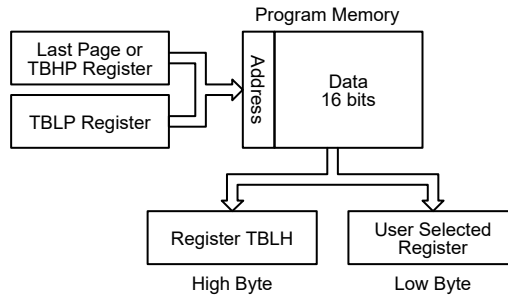 Program Memory
Last Page or
TBHP Register
TBLP Register
Address
Data
16 bits
Register TBLH
User Selected
Register
High Byte
Low Byte